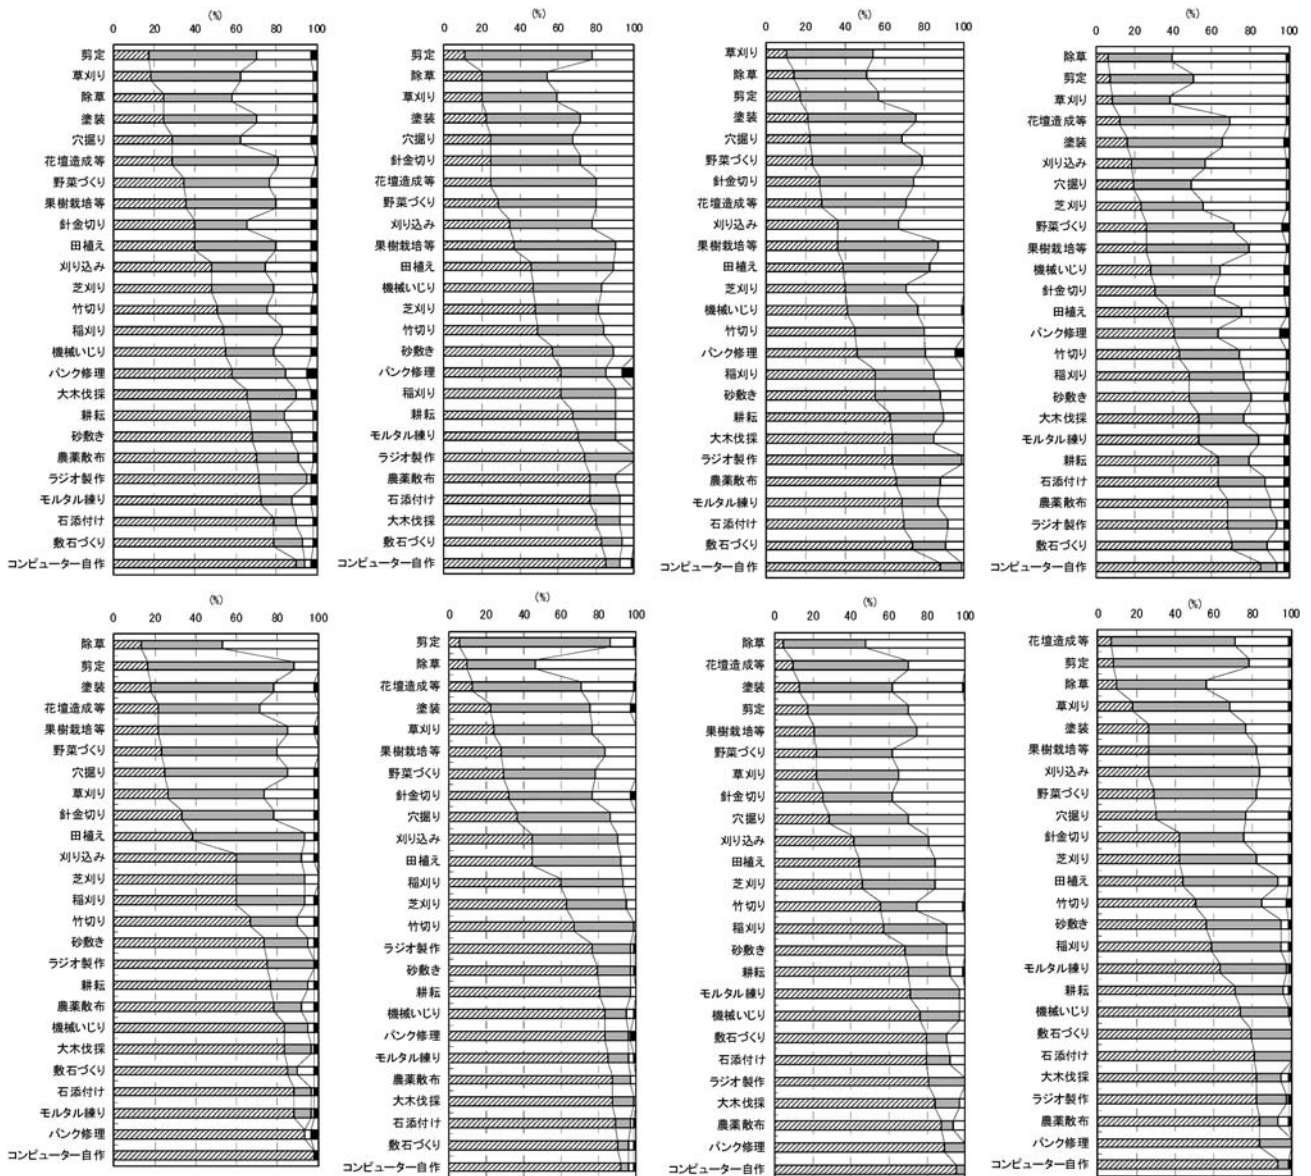 (%)
0 20 40 60 80 100
剪定
草刈り
除草
塗装
穴掘り
花壇造成等
野菜づくり
果樹栽培等
針金切り
田植え
刈り込み
芝刈り
竹切り
稲刈り
機械いじり
パンク修理
大木伐採
耕耘
砂敷き
農薬散布
ラジオ製作
モルタル練り
石添付け
敷石づくり
コンピューター自作
(%)
0 20 40 60 80 100
剪定
除草
草刈り
塗装
穴掘り
針金切り
花壇造成等
野菜づくり
刈り込み
果樹栽培等
田植え
機械いじり
芝刈り
竹切り
砂敷き
パンク修理
稲刈り
耕耘
モルタル練り
ラジオ製作
農薬散布
石添付け
大木伐採
敷石づくり
コンピューター自作
(%)
0 20 40 60 80 100
草刈り
除草
剪定
塗装
穴掘り
野菜づくり
針金切り
花壇造成等
刈り込み
果樹栽培等
田植え
芝刈り
機械いじり
竹切り
パンク修理
稲刈り
砂敷き
耕耘
大木伐採
ラジオ製作
農薬散布
モルタル練り
石添付け
敷石づくり
コンピューター自作
(%)
0 20 40 60 80 100
除草
剪定
草刈り
花壇造成等
塗装
刈り込み
穴掘り
芝刈り
野菜づくり
果樹栽培等
機械いじり
針金切り
田植え
パンク修理
竹切り
稲刈り
砂敷き
大木伐採
モルタル練り
耕耘
石添付け
農薬散布
ラジオ製作
敷石づくり
コンピューター自作
(%)
0 20 40 60 80 100
除草
剪定
塗装
花壇造成等
果樹栽培等
野菜づくり
穴掘り
草刈り
針金切り
田植え
刈り込み
芝刈り
稲刈り
竹切り
砂敷き
ラジオ製作
耕耘
農薬散布
機械いじり
大木伐採
敷石づくり
石添付け
モルタル練り
パンク修理
コンピューター自作
(%)
0 20 40 60 80 100
剪定
除草
花壇造成等
塗装
草刈り
果樹栽培等
野菜づくり
針金切り
穴掘り
刈り込み
田植え
稲刈り
芝刈り
竹切り
ラジオ製作
砂敷き
耕耘
機械いじり
パンク修理
モルタル練り
農薬散布
大木伐採
石添付け
敷石づくり
コンピューター自作
(%)
0 20 40 60 80 100
除草
花壇造成等
塗装
剪定
果樹栽培等
野菜づくり
草刈り
針金切り
穴掘り
刈り込み
田植え
芝刈り
竹切り
稲刈り
砂敷き
耕耘
モルタル練り
機械いじり
敷石づくり
石添付け
ラジオ製作
大木伐採
農薬散布
パンク修理
コンピューター自作
(%)
0 20 40 60 80 100
花壇造成等
剪定
除草
草刈り
塗装
果樹栽培等
刈り込み
野菜づくり
穴掘り
針金切り
芝刈り
田植え
竹切り
砂敷き
稲刈り
モルタル練り
耕耘
機械いじり
敷石づくり
石添付け
大木伐採
ラジオ製作
農薬散布
パンク修理
コンピューター自作